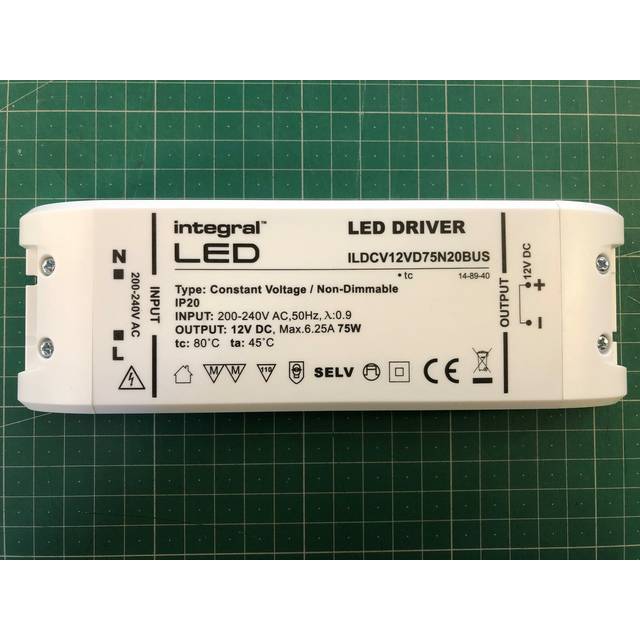 integral™
LED
LED DRIVER
ILDCV12VD75N20BUS
• tc
14-89-40
N
200-240V AC
L
INPUT
Type: Constant Voltage / Non-Dimmable
IP20
INPUT: 200-240V AC,50Hz, λ:0.9
OUTPUT: 12V DC, Max.6.25A 75W
tc: 80℃ ta: 45℃
M M 110 SELV CE
OUTPUT
12V DC
+
−